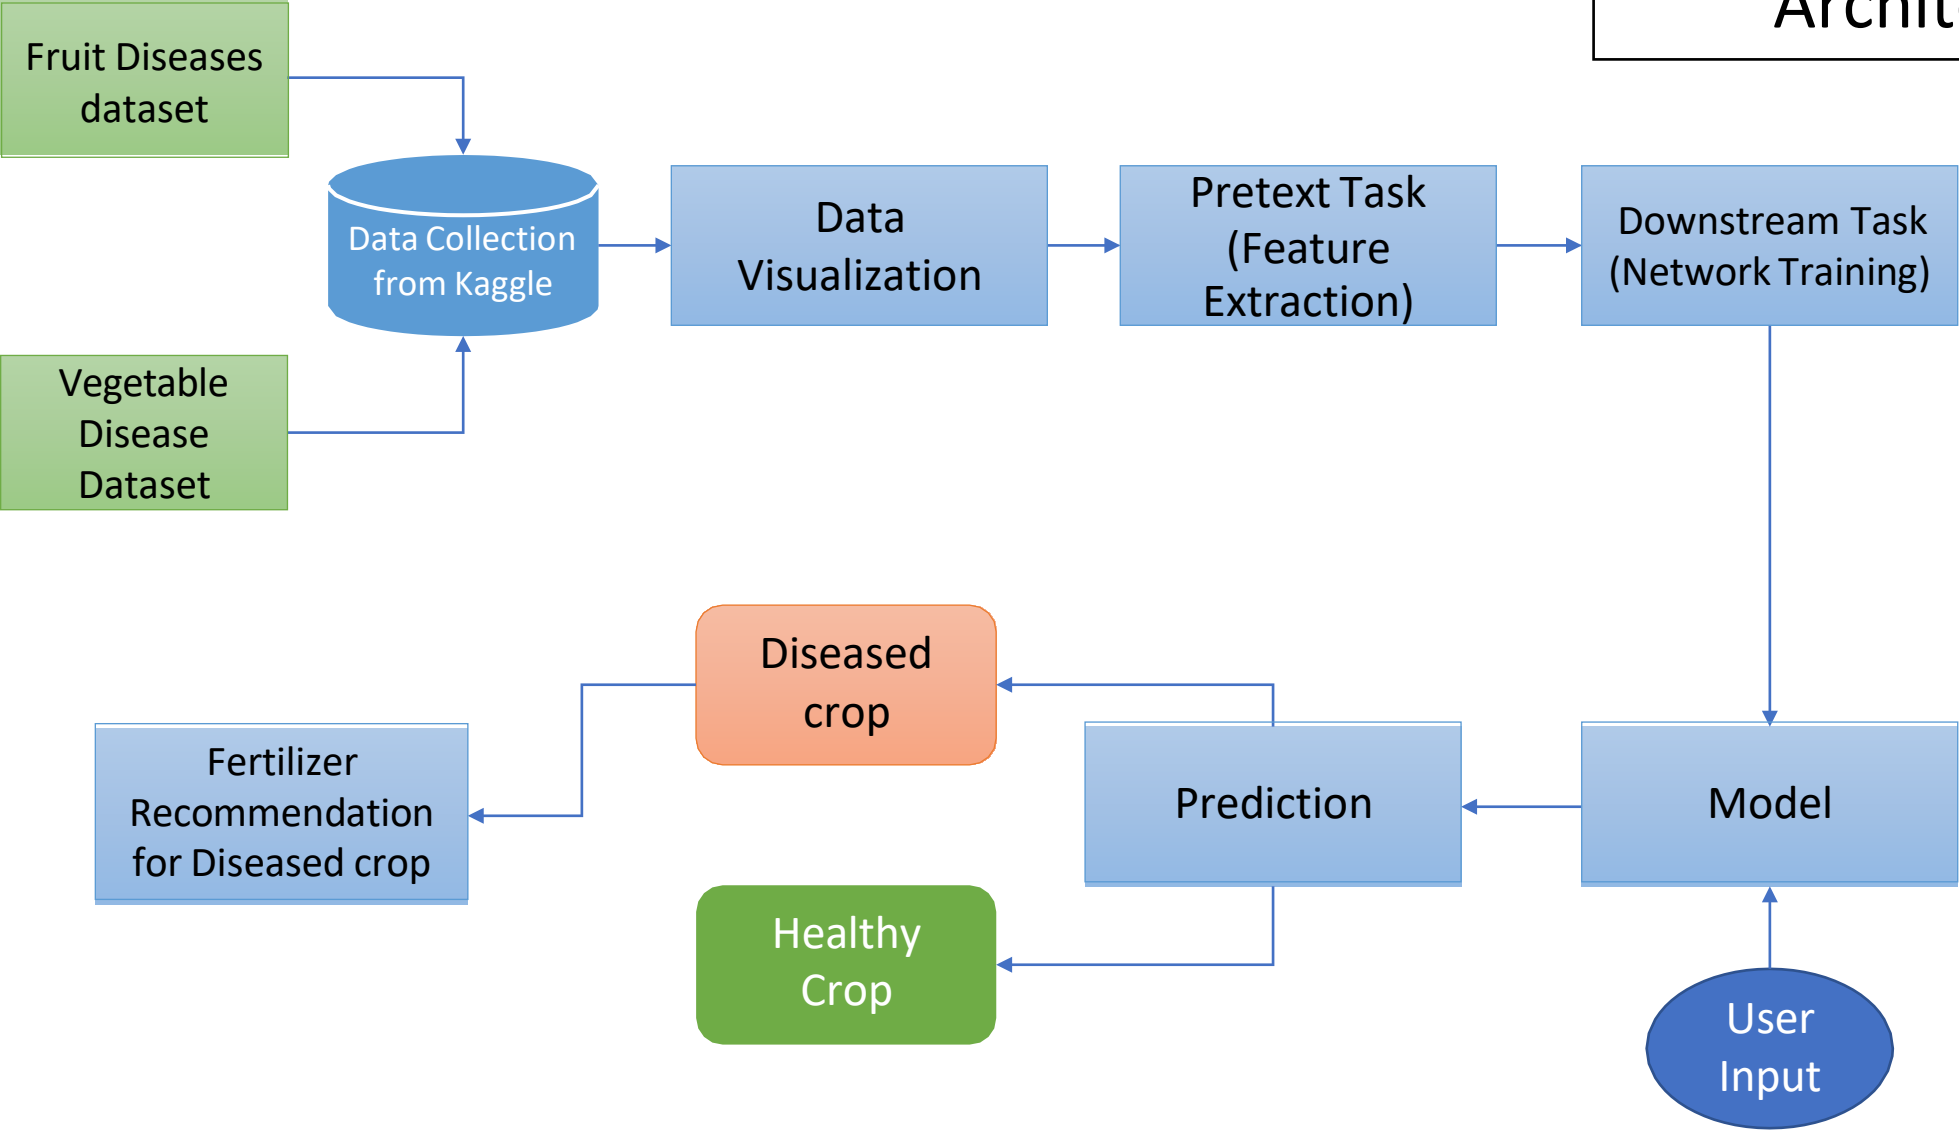 Fruit Diseases
dataset
Data Collection
from Kaggle
Vegetable
Disease
Dataset
Data
Visualization
Pretext Task
(Feature
Extraction)
Downstream Task
(Network Training)
Model
User
Input
Prediction
Diseased
crop
Healthy
Crop
Fertilizer
Recommendation
for Diseased crop